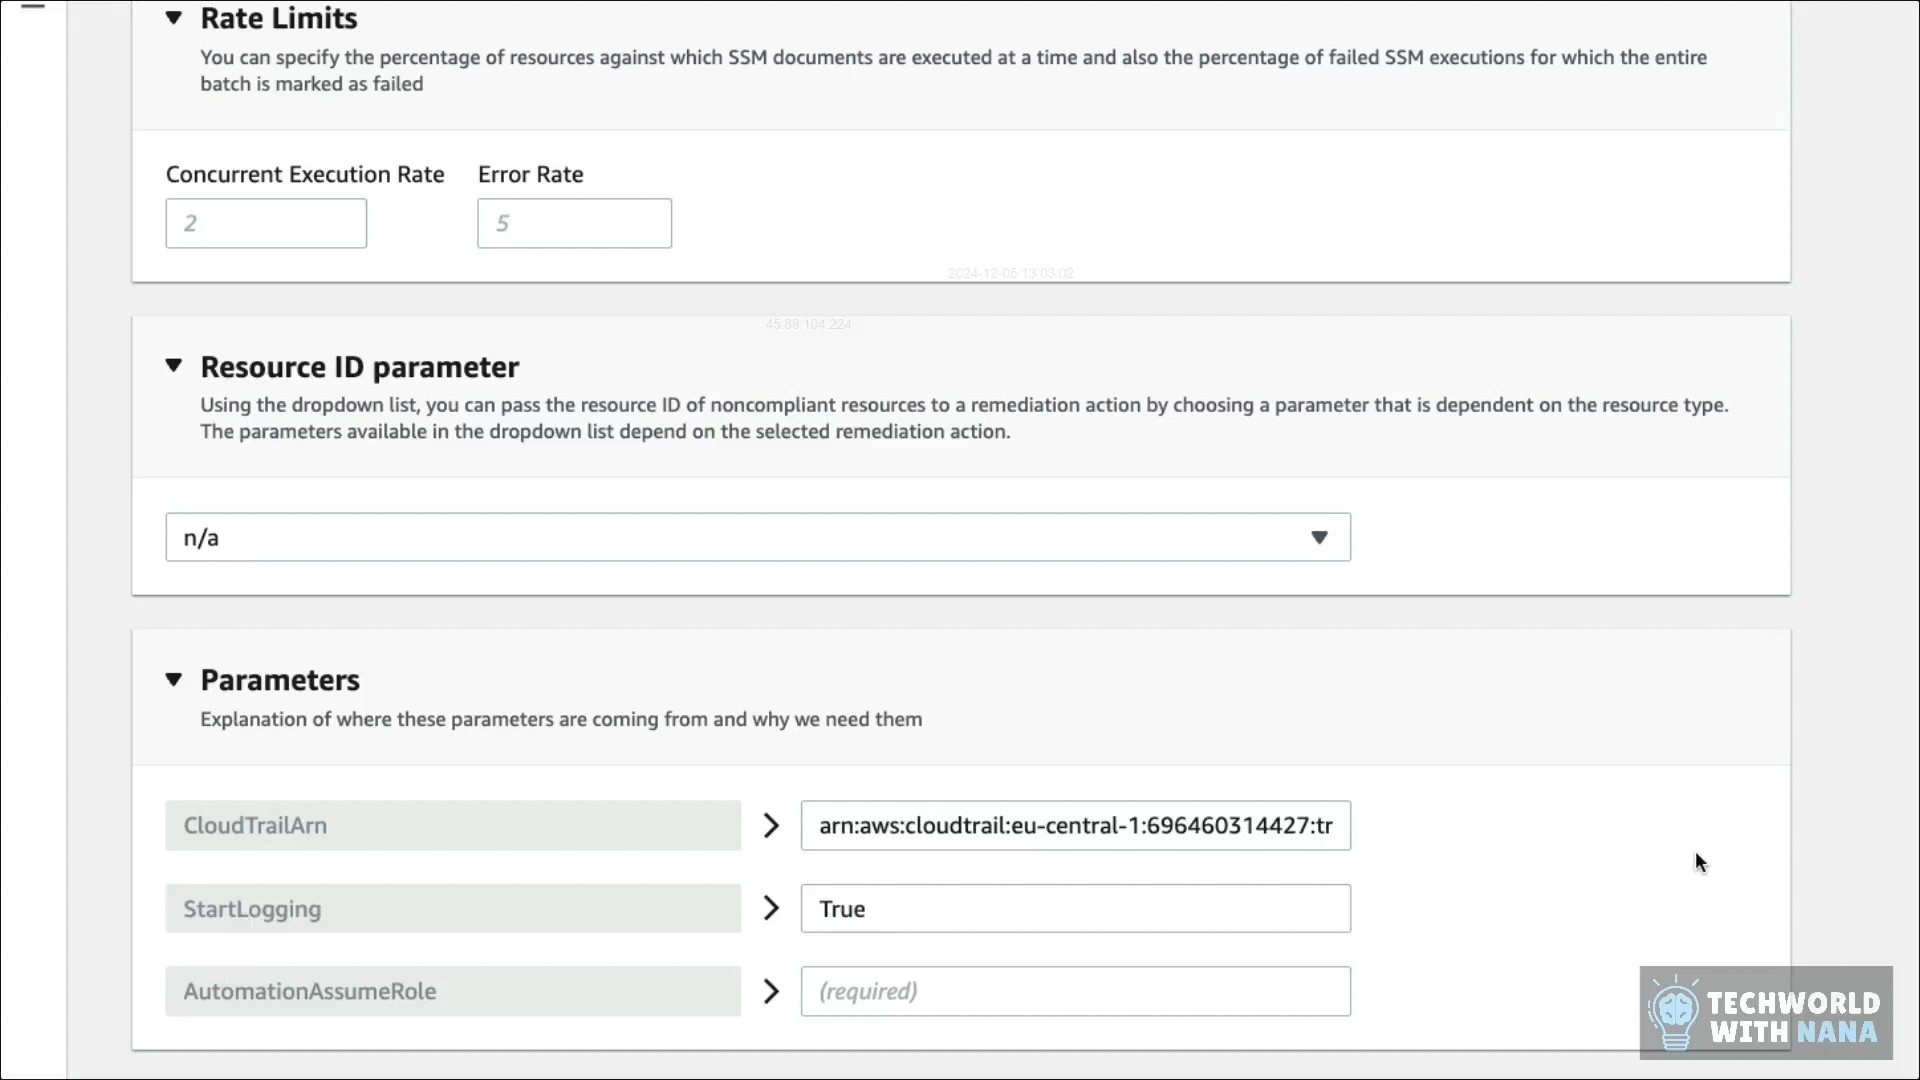 Rate Limits
You can specify the percentage of resources against which SSM documents are executed at a time and also the percentage of failed SSM executions for which the entire
batch is marked as failed
Concurrent Execution Rate
Error Rate
2
5
2024-12-05 13:03:02
45.88.104.224
Resource ID parameter
Using the dropdown list, you can pass the resource ID of noncompliant resources to a remediation action by choosing a parameter that is dependent on the resource type.
The parameters available in the dropdown list depend on the selected remediation action.
n/a
Parameters
Explanation of where these parameters are coming from and why we need them
CloudTrailArn
arn:aws:cloudtrail:eu-central-1:696460314427:tr
StartLogging
True
AutomationAssumeRole
(required)
TECHWORLD
WITH NANA